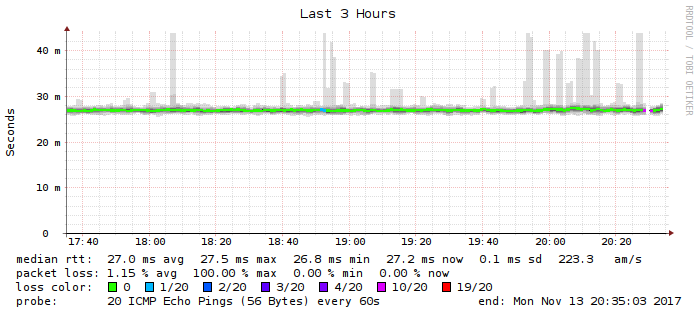 Last 3 Hours
RRDTOOL / TOBI OETIKER
Seconds
40 m
30 m
20 m
10 m
0
17:40 18:00 18:20 18:40 19:00 19:20 19:40 20:00 20:20
median rtt: 27.0 ms avg 27.5 ms max 26.8 ms min 27.2 ms now 0.1 ms sd 223.3 am/s
packet loss: 1.15 % avg 100.00 % max 0.00 % min 0.00 % now
loss color: 0 1/20 2/20 3/20 4/20 10/20 19/20
probe: 20 ICMP Echo Pings (56 Bytes) every 60s end: Mon Nov 13 20:35:03 2017